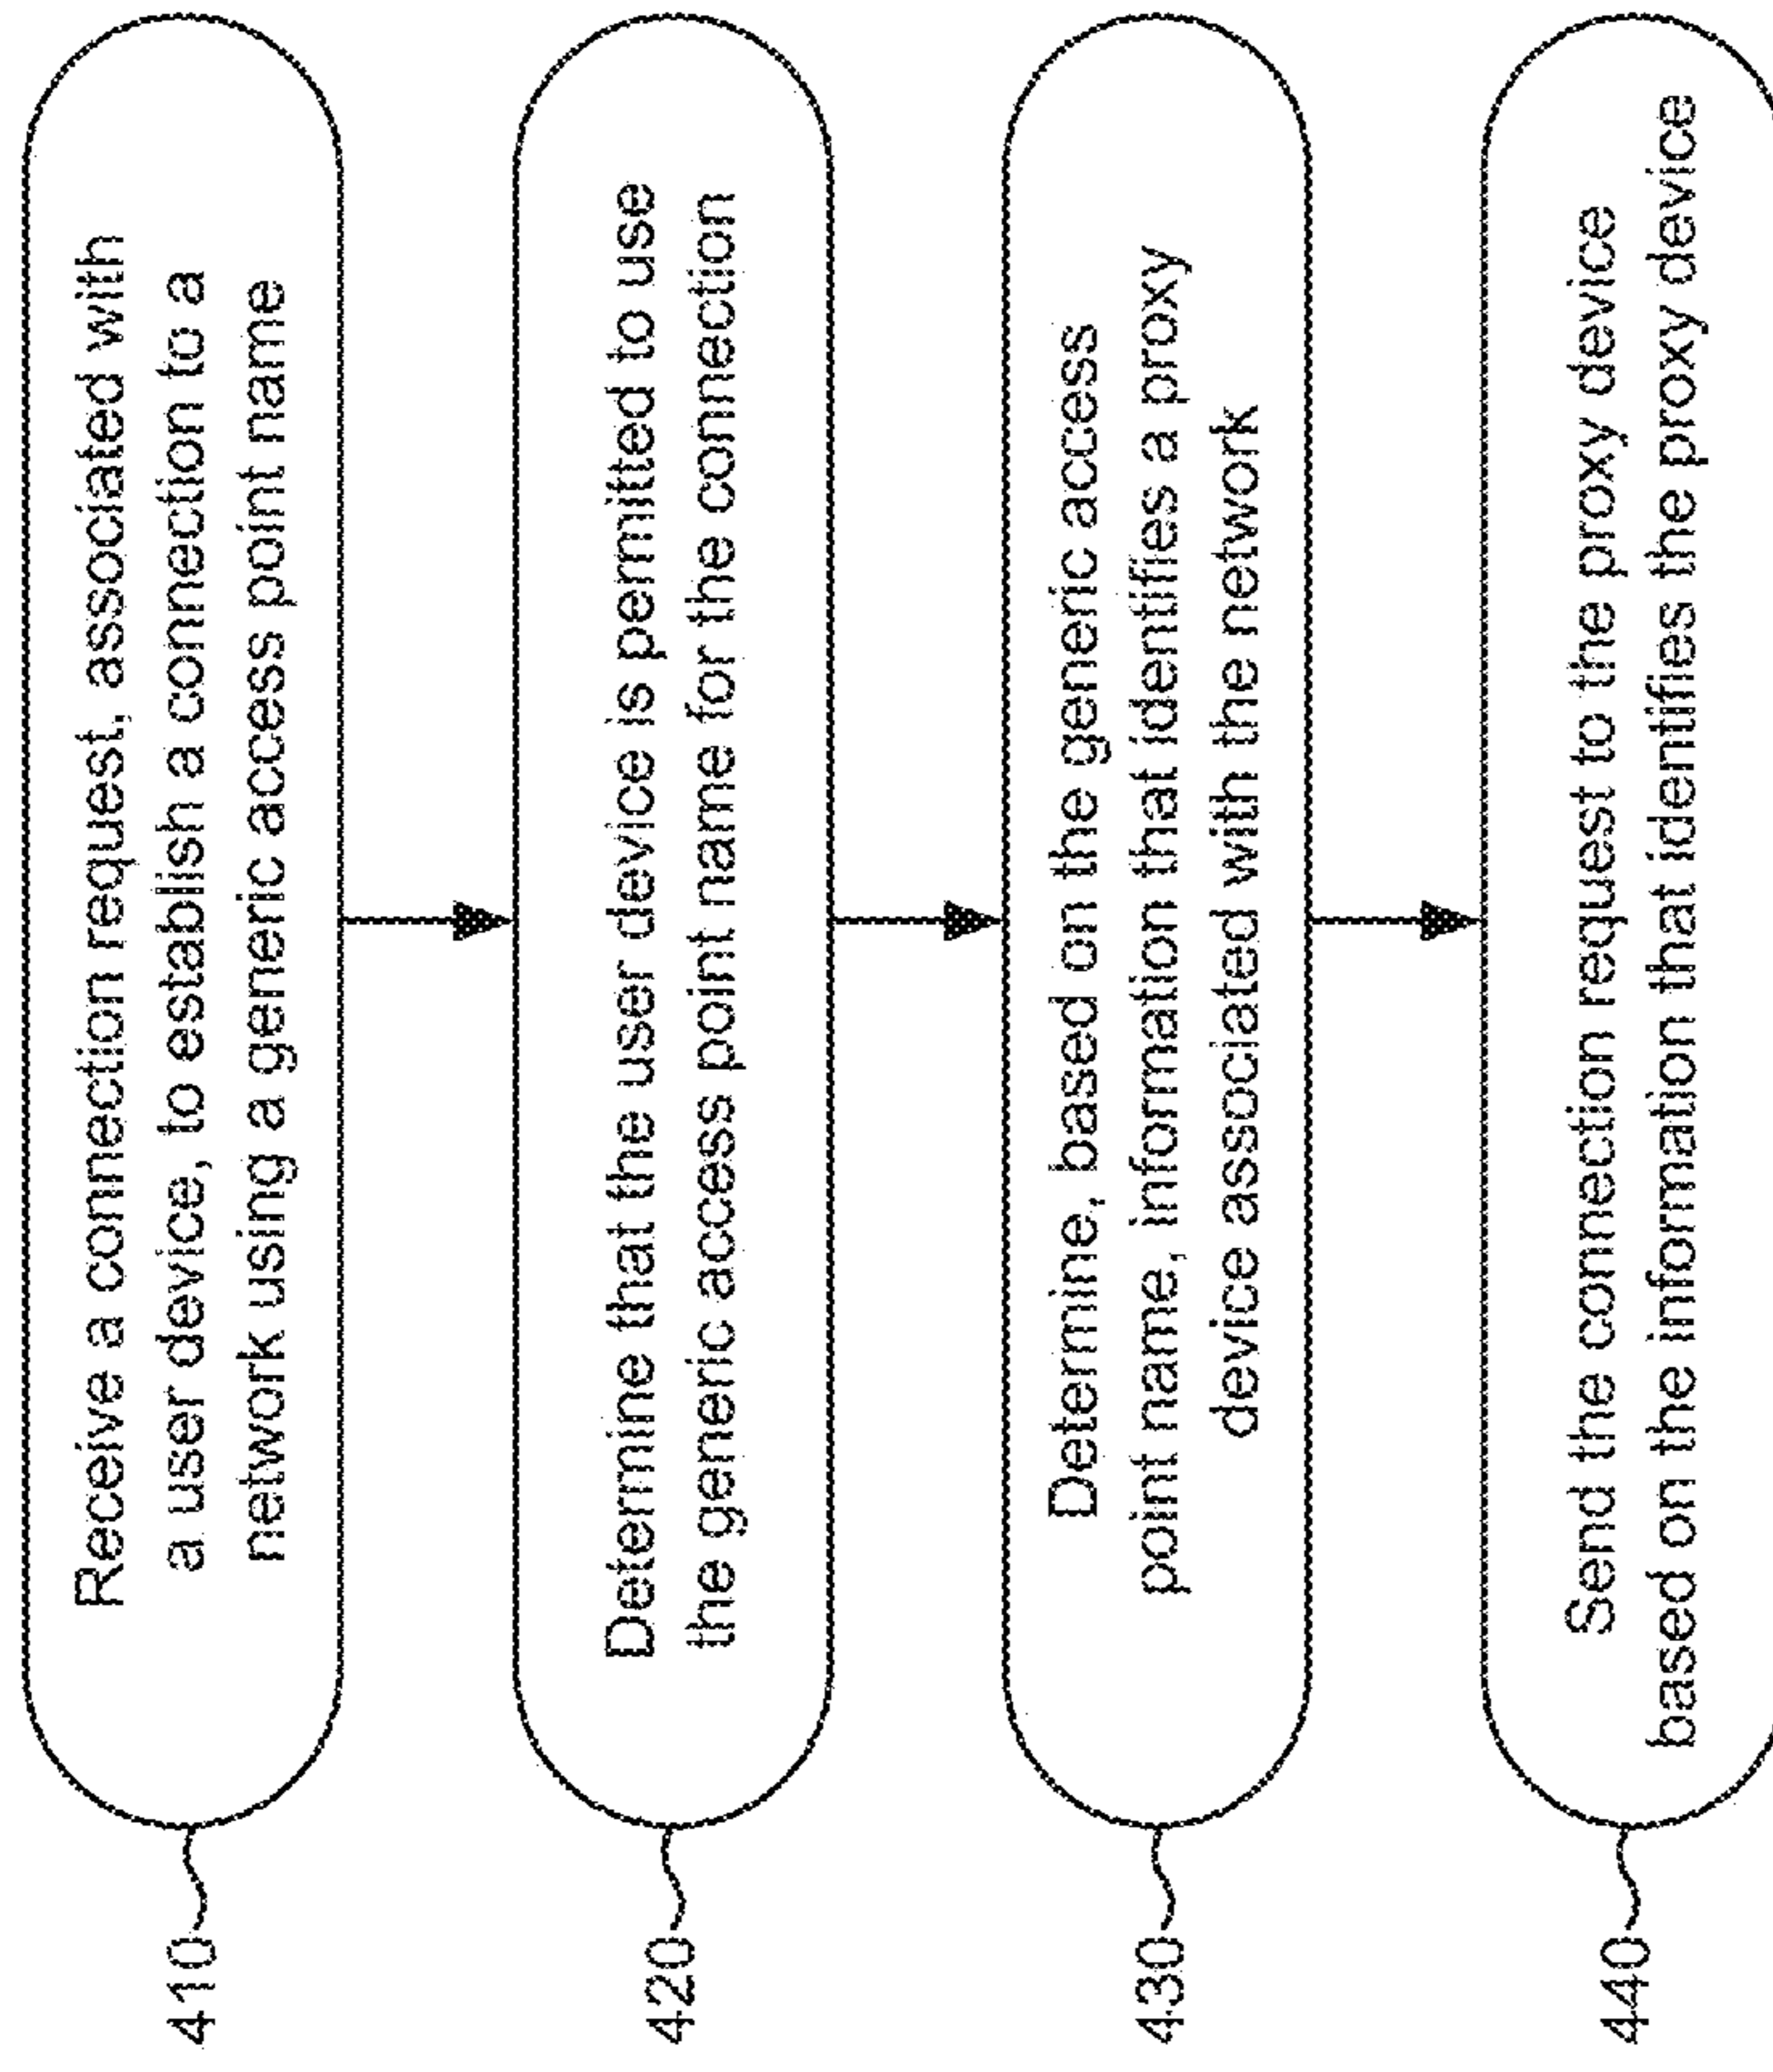 410
Receive a connection request, associated with
a user device, to establish a connection to a
network using a generic access point name
420
Determine that the user device is permitted to use
the generic access point name for the connection
430
Determine, based on the generic access
point name, information that identifies a proxy
device associated with the network
440
Send the connection request to the proxy device
based on the information that identifies the proxy device